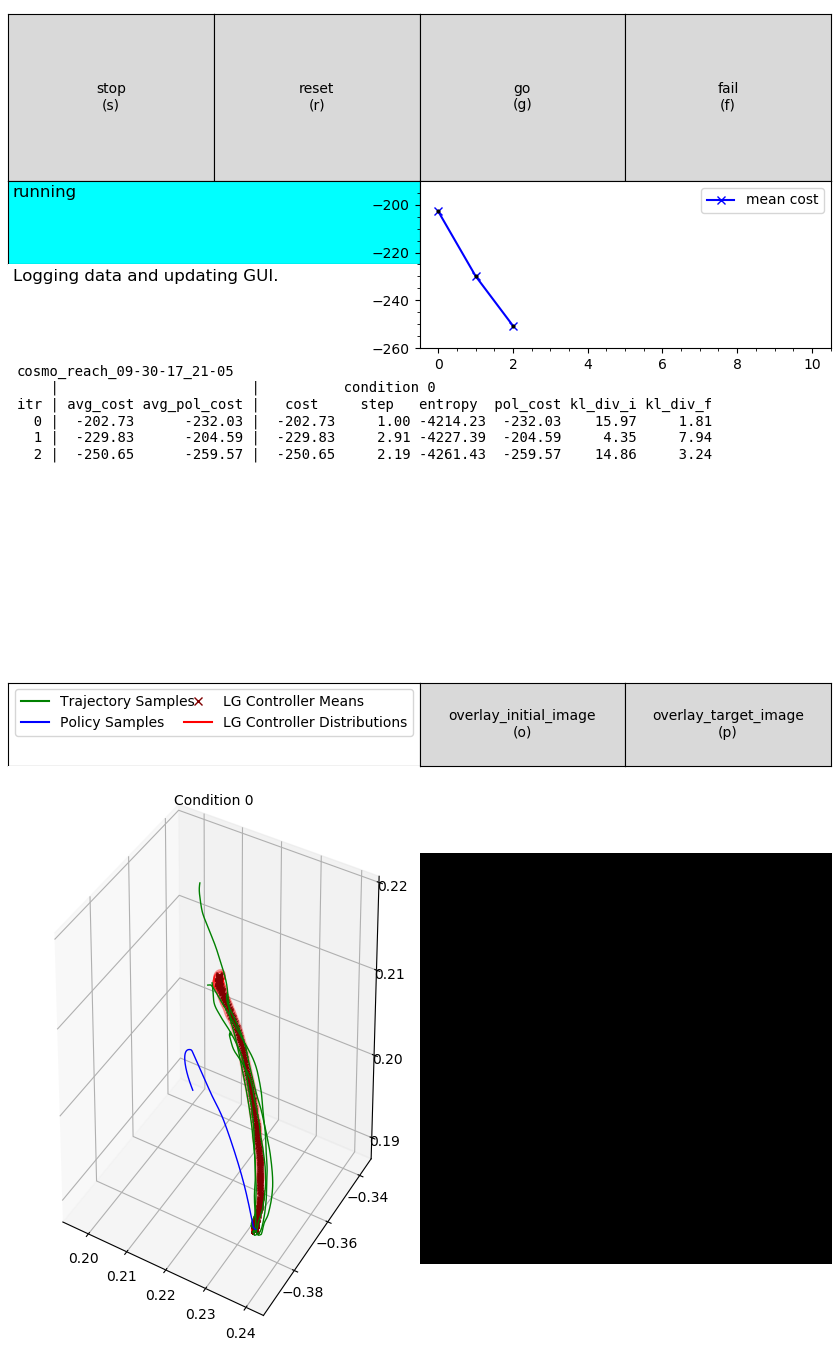 stop
(s)
reset
(r)
go
(g)
fail
(f)
running
Logging data and updating GUI.
mean cost
−200
−220
−240
−260
0 2 4 6 8 10
cosmo_reach_09-30-17_21-05
| | condition 0
itr | avg_cost avg_pol_cost | cost step entropy pol_cost kl_div_i kl_div_f
0 | -202.73 -232.03 | -202.73 1.00 -4214.23 -232.03 15.97 1.81
1 | -229.83 -204.59 | -229.83 2.91 -4227.39 -204.59 4.35 7.94
2 | -250.65 -259.57 | -250.65 2.19 -4261.43 -259.57 14.86 3.24
Trajectory Samples
Policy Samples
LG Controller Means
LG Controller Distributions
overlay_initial_image
(o)
overlay_target_image
(p)
Condition 0
0.22
0.21
0.20
0.19
−0.34
−0.36
−0.38
0.20
0.21
0.22
0.23
0.24